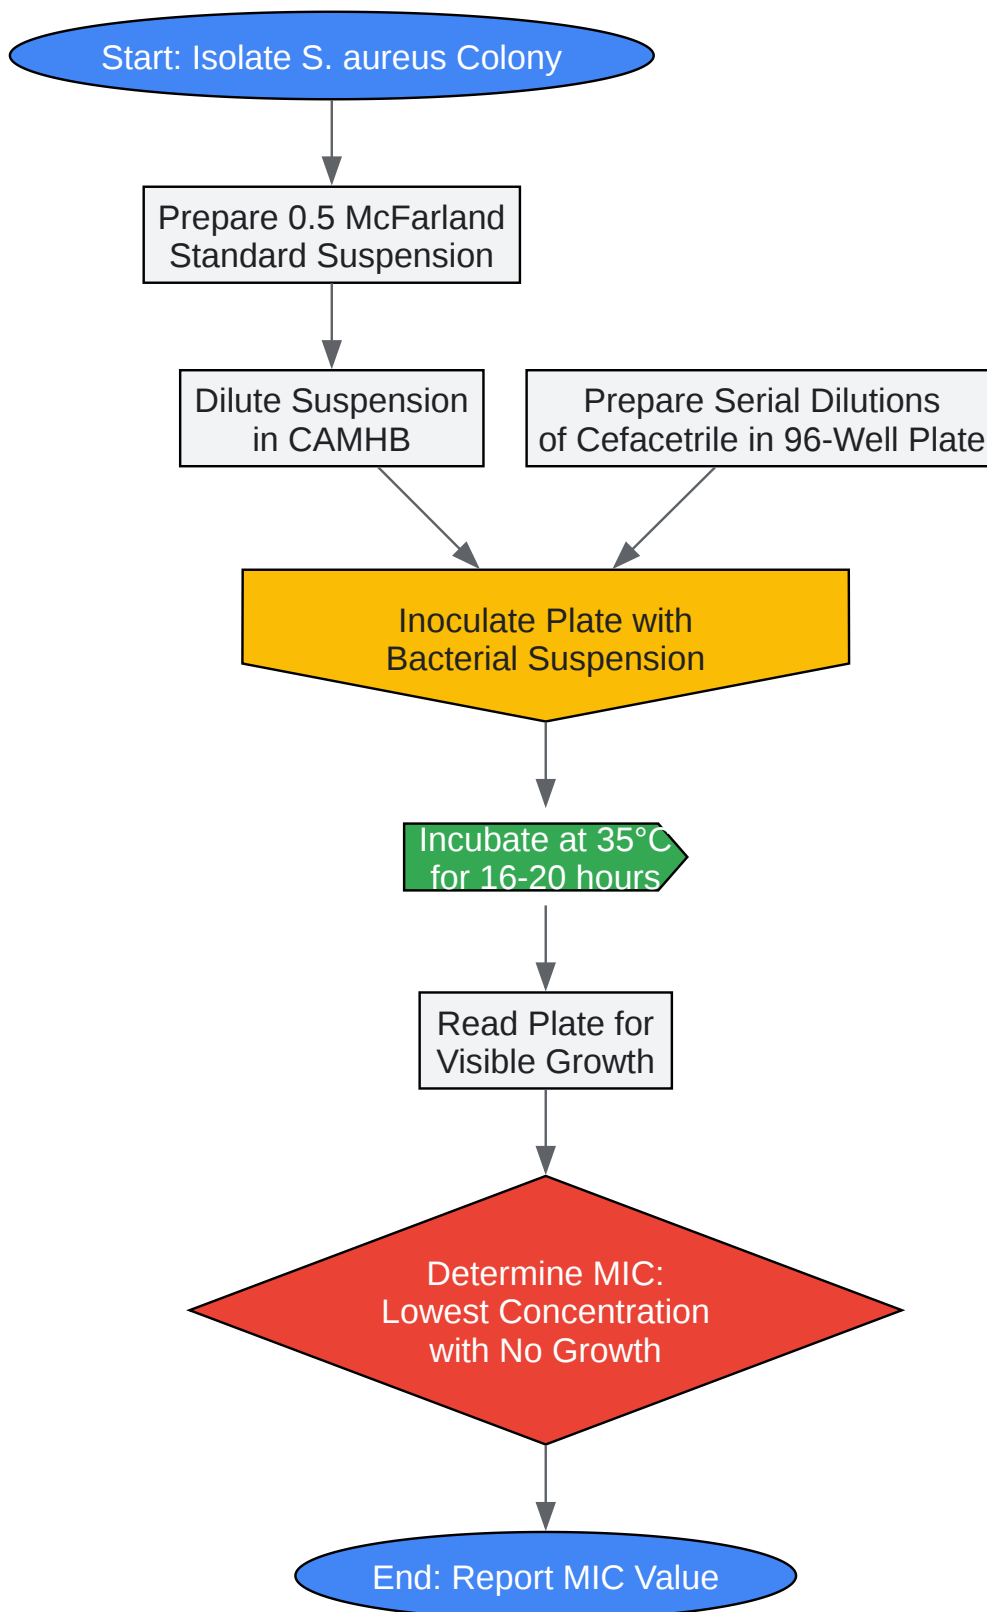 Start: Isolate S. aureus Colony
Prepare 0.5 McFarland
Standard Suspension
Dilute Suspension
in CAMHB
Prepare Serial Dilutions
of Cefacetrile in 96-Well Plate
Inoculate Plate with
Bacterial Suspension
Incubate at 35°C
for 16-20 hours
Read Plate for
Visible Growth
Determine MIC:
Lowest Concentration
with No Growth
End: Report MIC Value